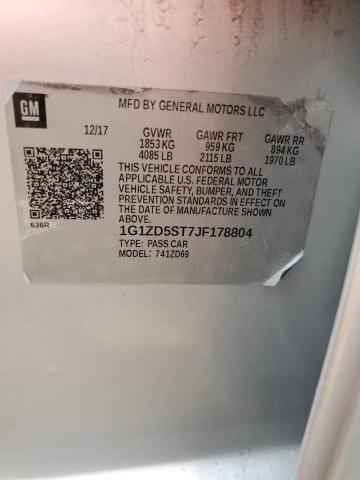 GM
MFD BY GENERAL MOTORS LLC
12/17 GVWR GAWR FRT GAWR RR
1853 KG 959 KG 894 KG
4085 LB 2115 LB 1970 LB
THIS VEHICLE CONFORMS TO ALL
APPLICABLE U.S. FEDERAL MOTOR
VEHICLE SAFETY, BUMPER, AND THEFT
PREVENTION STANDARDS IN EFFECT ON
THE DATE OF MANUFACTURE SHOWN ABOVE.
1G1ZD5ST7JF178804
636R
TYPE: PASS CAR
MODEL: 741ZD69